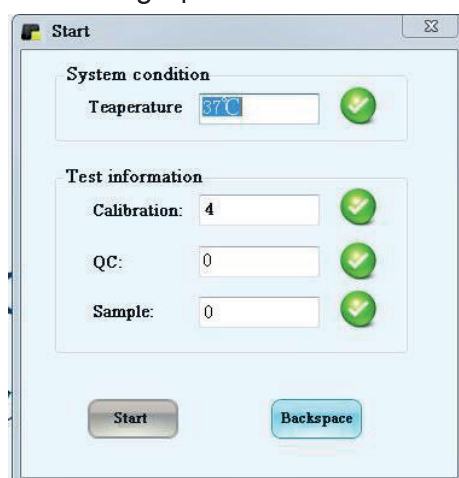 Start
System condition
Teaperature 37℃
Test information
Calibration: 4
QC: 0
Sample: 0
Start Backspace